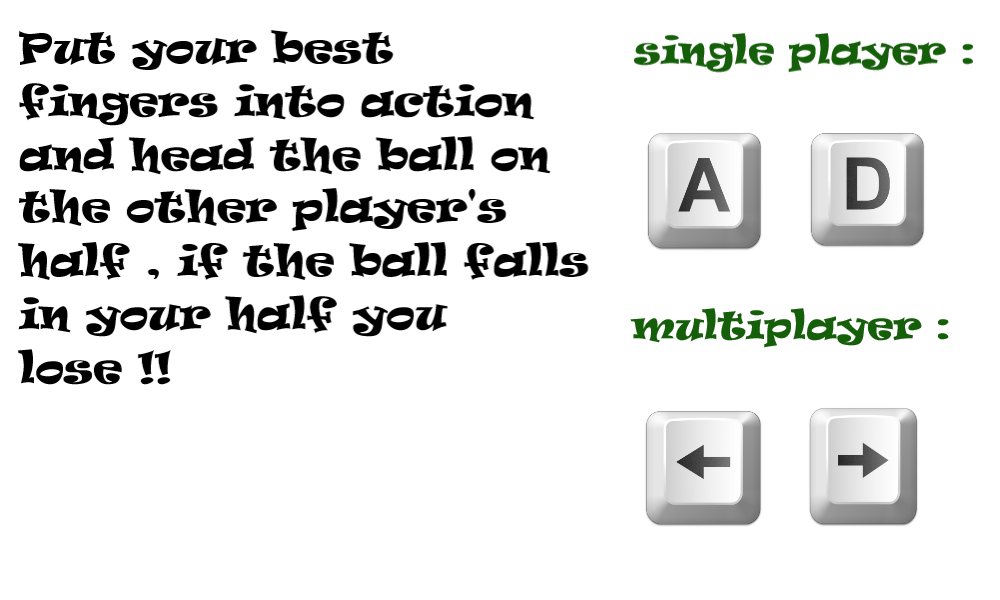 Put your best
fingers into action
and head the ball on
the other player's
half , if the ball falls
in your half you
lose !!
single player :
A D
multiplayer :
← →